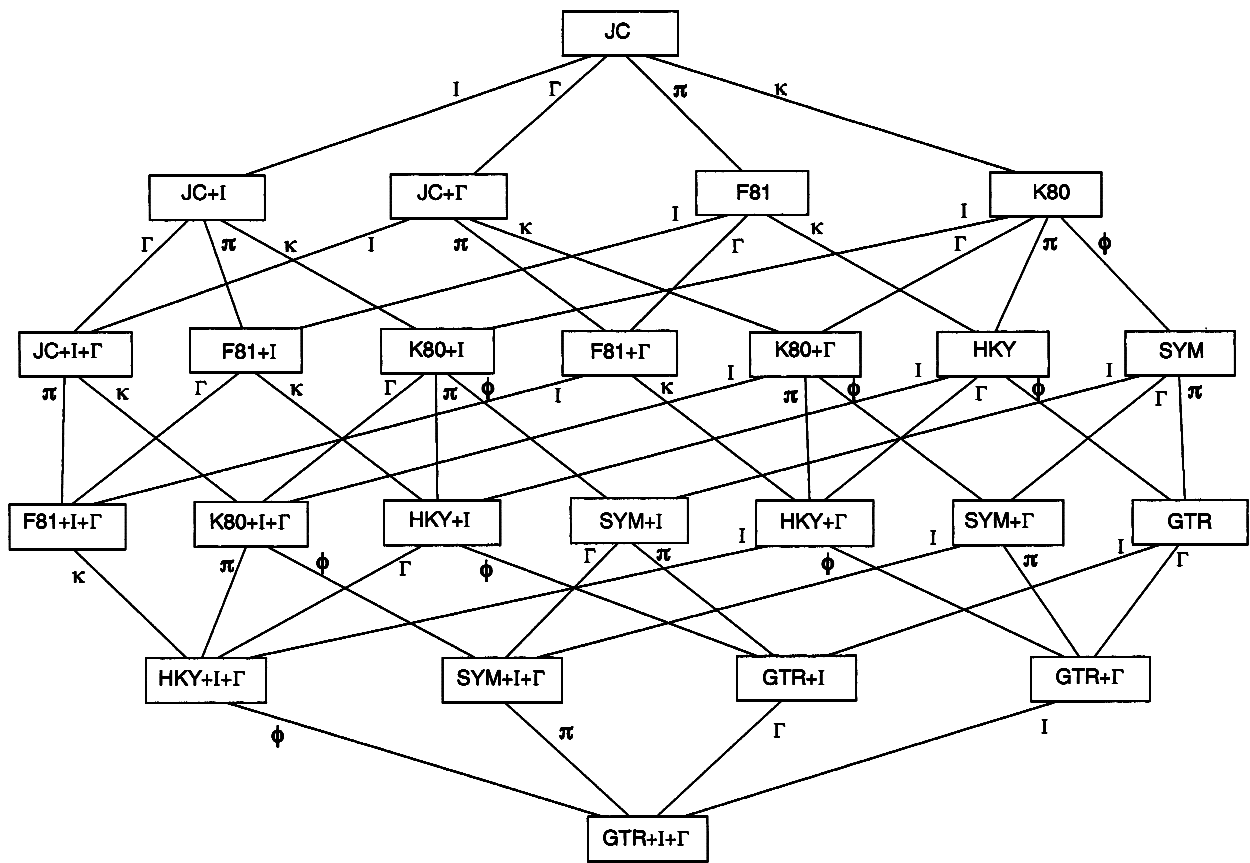 JC
Ι Γ π κ
JC+I JC+Γ F81 K80
Γ π κ Ι π κ Ι Γ κ Ι Γ π ϕ
JC+I+Γ F81+I K80+I F81+Γ K80+Γ HKY SYM
π κ Γ κ Γ π ϕ Ι κ Ι π ϕ Ι Γ ϕ Ι Γ π
F81+I+Γ K80+I+Γ HKY+I SYM+I HKY+Γ SYM+Γ GTR
κ π ϕ Γ ϕ Γ π Ι ϕ Ι π Ι Γ
HKY+I+Γ SYM+I+Γ GTR+I GTR+Γ
ϕ π Γ Ι
GTR+I+Γ